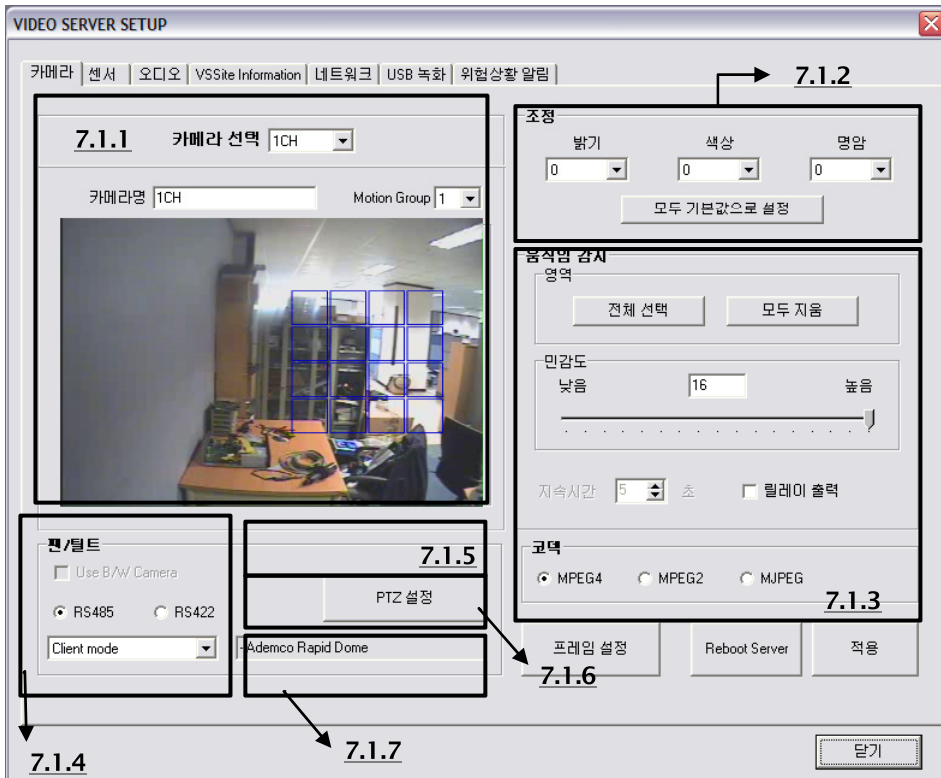 VIDEO SERVER SETUP
카메라 센서 오디오 VSSite Information 네트워크 USB 녹화 위험상황 알림
7.1.2
7.1.1 카메라 선택 1CH
카메라명 1CH Motion Group 1
조정
밝기 색상 명암
0 0 0
모두 기본값으로 설정
움직임 감지
영역
전체 선택 모두 지움
민감도
낮음 16 높음
지속시간 5 초 릴레이 출력
코덱
MPEG4 MPEG2 MJPEG
7.1.3
팬/틸트
Use B/W Camera
RS485 RS422
Client mode
7.1.5
PTZ 설정
Ademco Rapid Dome
7.1.6
프레임 설정 Reboot Server 적용
7.1.4
7.1.7
닫기